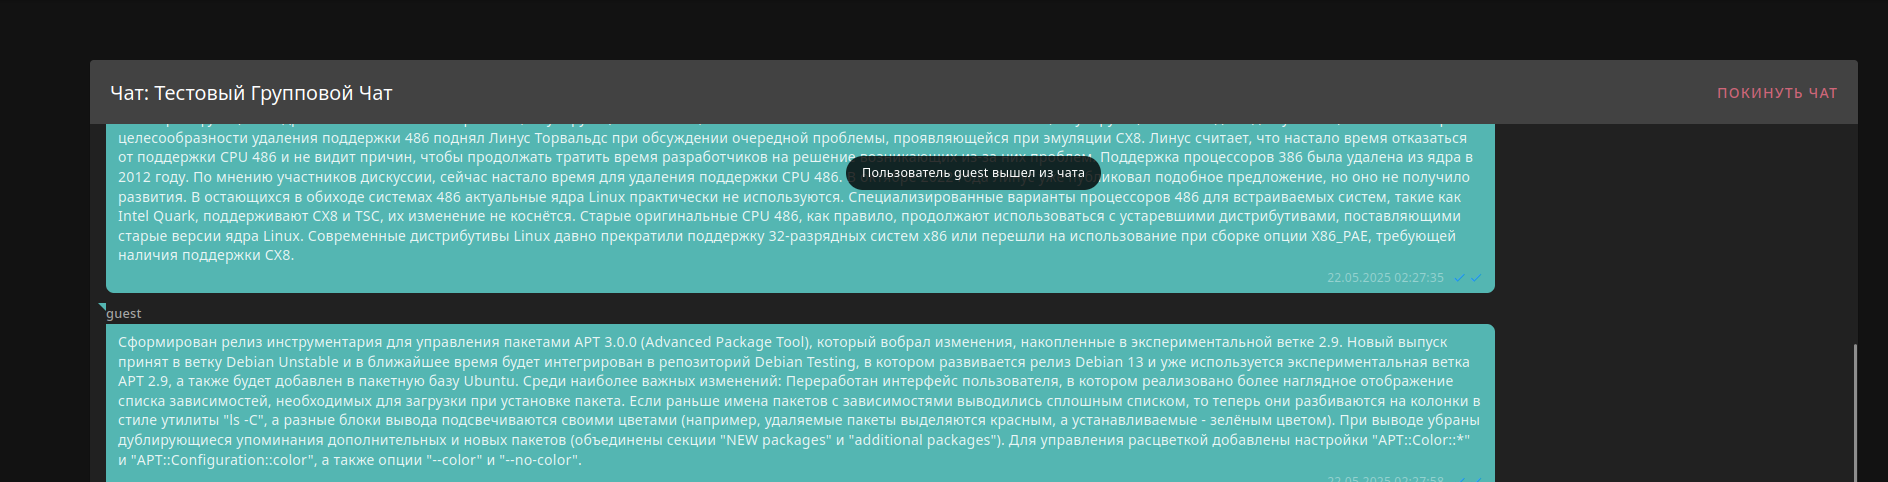 Чат: Тестовый Групповой Чат
ПОКИНУТЬ ЧАТ
целесообразности удаления поддержки 486 поднял Линус Торвальдс при обсуждении очередной проблемы, проявляющейся при эмуляции CX8. Линус считает, что настало время отказаться
от поддержки CPU 486 и не видит причин, чтобы продолжать тратить время разработчиков на решение возникающих из-за них проблем. Поддержка процессоров 386 была удалена из ядра в
Пользователь guest вышел из чата
2012 году. По мнению участников дискуссии, сейчас настало время для удаления поддержки CPU 486. подобное предложение, но оно не получило
развития. В остающихся в обиходе системах 486 актуальные ядра Linux практически не используются. Специализированные варианты процессоров 486 для встраиваемых систем, такие как
Intel Quark, поддерживают CX8 и TSC, их изменение не коснётся. Старые оригинальные CPU 486, как правило, продолжают использоваться с устаревшими дистрибутивами, поставляющими
старые версии ядра Linux. Современные дистрибутивы Linux давно прекратили поддержку 32-разрядных систем x86 или перешли на использование при сборке опции X86_PAE, требующей
наличия поддержки CX8.
22.05.2025 02:27:35
guest
Сформирован релиз инструментария для управления пакетами APT 3.0.0 (Advanced Package Tool), который вобрал изменения, накопленные в экспериментальной ветке 2.9. Новый выпуск
принят в ветку Debian Unstable и в ближайшее время будет интегрирован в репозиторий Debian Testing, в котором развивается релиз Debian 13 и уже используется экспериментальная ветка
APT 2.9, а также будет добавлен в пакетную базу Ubuntu. Среди наиболее важных изменений: Переработан интерфейс пользователя, в котором реализовано более наглядное отображение
списка зависимостей, необходимых для загрузки при установке пакета. Если раньше имена пакетов с зависимостями выводились сплошным списком, то теперь они разбиваются на колонки в
стиле утилиты "ls -C", а разные блоки вывода подсвечиваются своими цветами (например, удаляемые пакеты выделяются красным, а устанавливаемые - зелёным цветом). При выводе убраны
дублирующиеся упоминания дополнительных и новых пакетов (объединены секции "NEW packages" и "additional packages"). Для управления расцветкой добавлены настройки "APT::Color::*"
и "APT::Configuration::color", а также опции "--color" и "--no-color".
22.05.2025 02:27:58